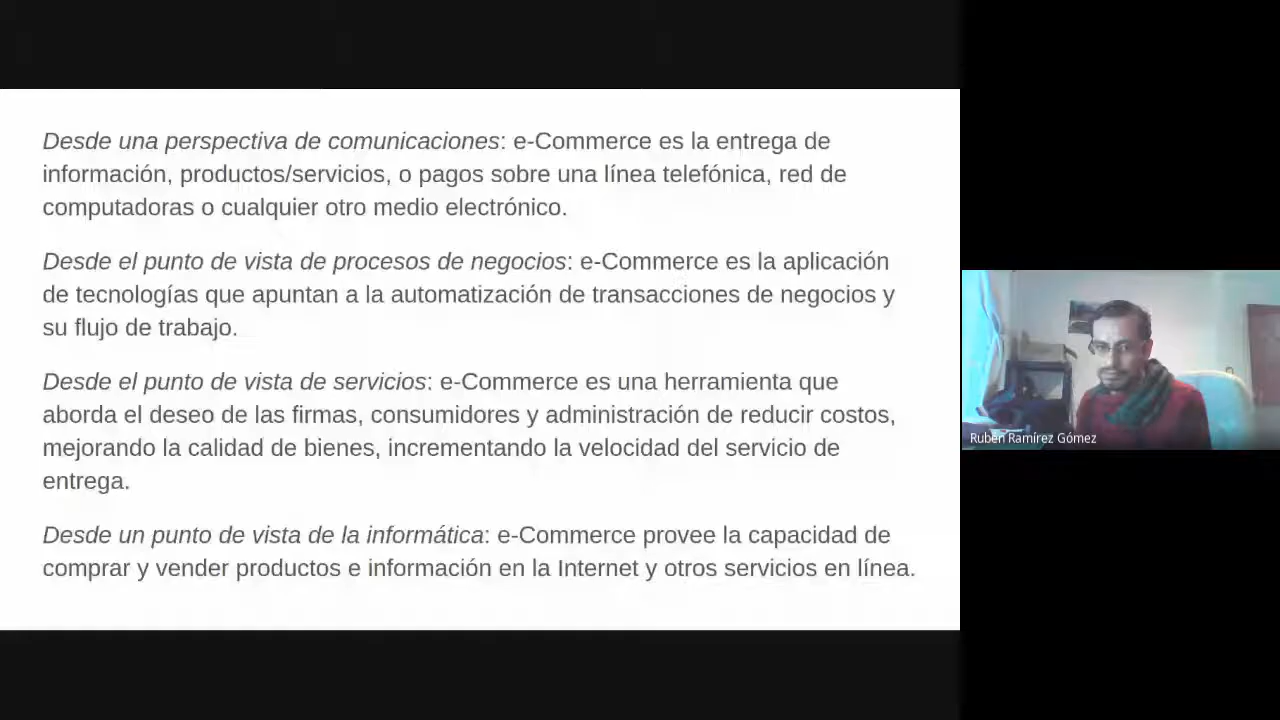 Desde una perspectiva de comunicaciones: e-Commerce es la entrega de
información, productos/servicios, o pagos sobre una línea telefónica, red de
computadoras o cualquier otro medio electrónico.
Desde el punto de vista de procesos de negocios: e-Commerce es la aplicación
de tecnologías que apuntan a la automatización de transacciones de negocios y
su flujo de trabajo.
Desde el punto de vista de servicios: e-Commerce es una herramienta que
aborda el deseo de las firmas, consumidores y administración de reducir costos,
mejorando la calidad de bienes, incrementando la velocidad del servicio de
entrega.
Desde un punto de vista de la informática: e-Commerce provee la capacidad de
comprar y vender productos e información en la Internet y otros servicios en línea.
Rubén Ramírez Gómez